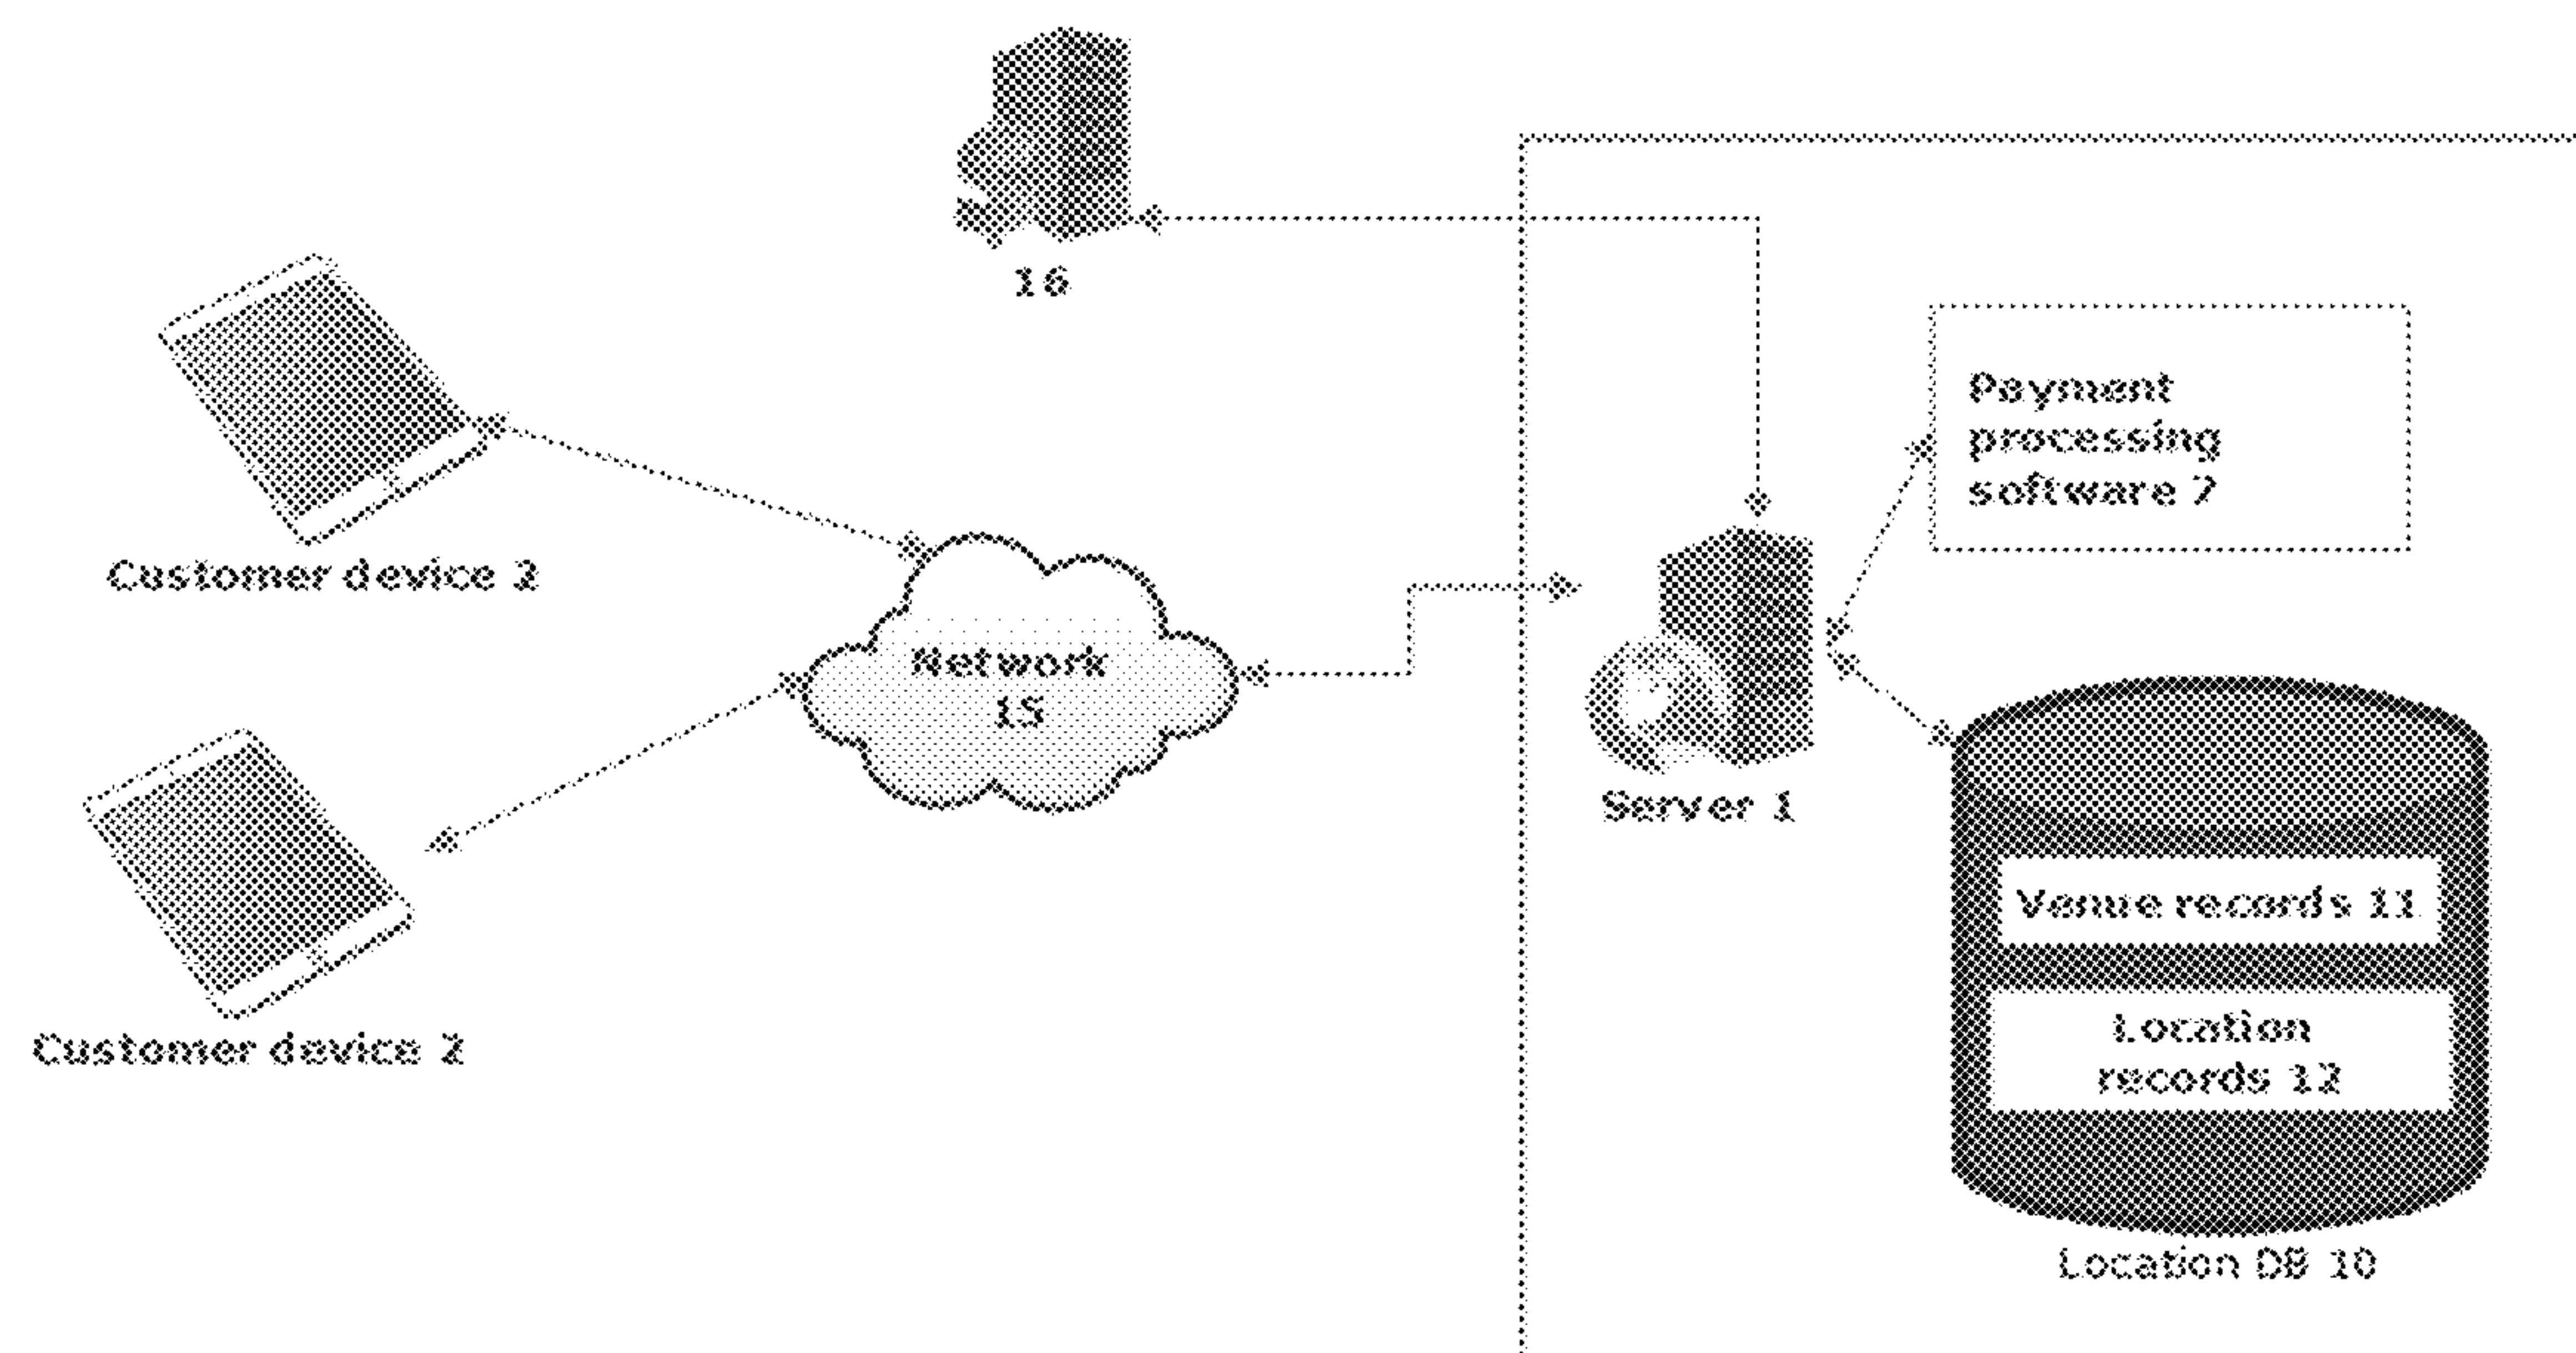 16
Payment
processing
software 7
Customer device 2
Network
15
Server 1
Venue records 11
Location
records 12
Customer device 2
Location DB 10